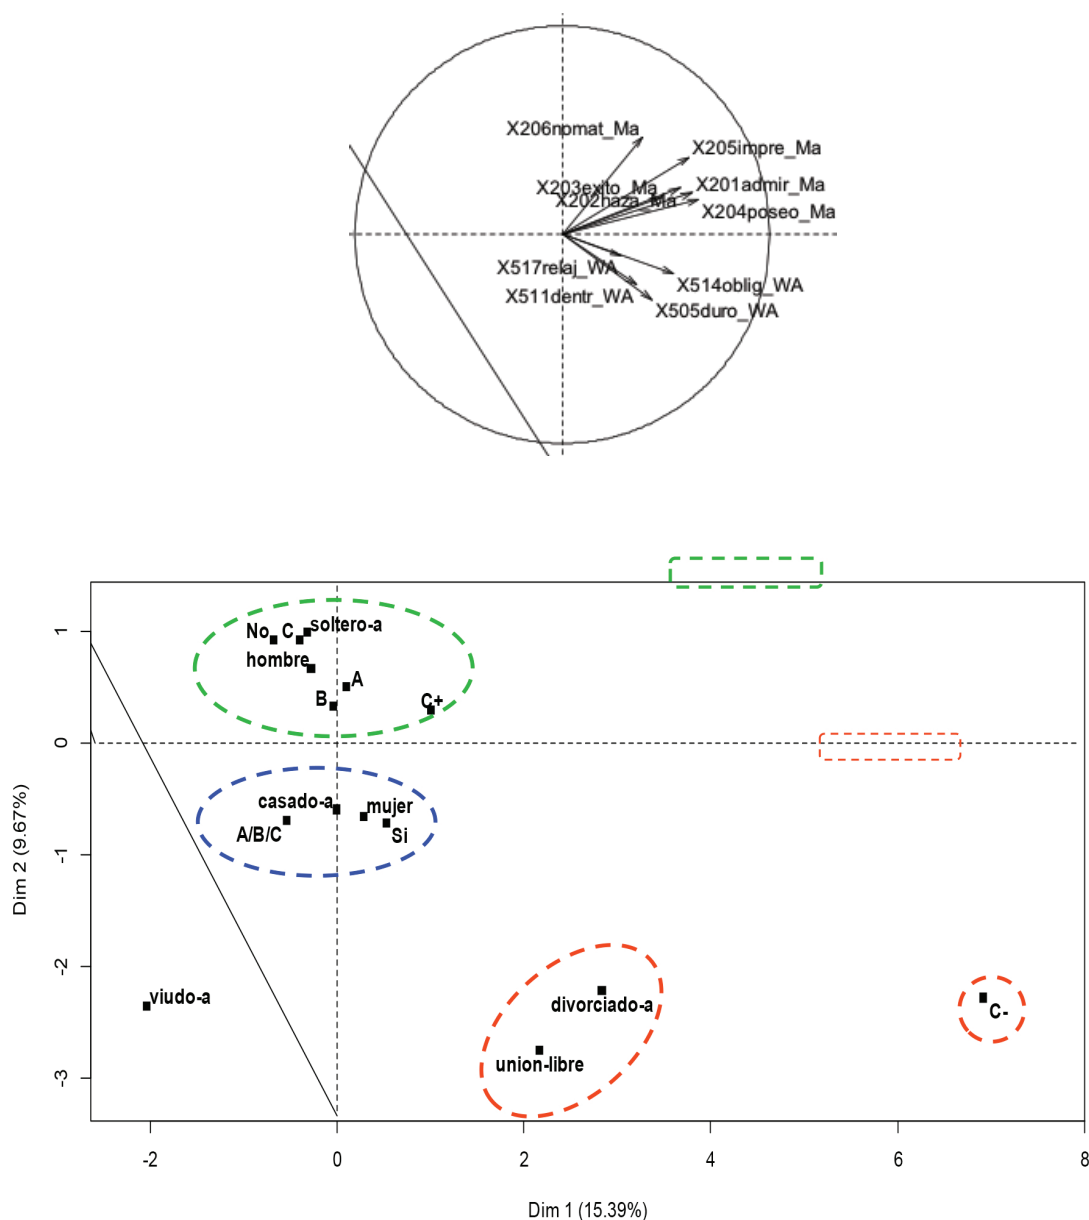 X206nomat_Ma
X205impre_Ma
X203exito_Ma
X201admir_Ma
X202haza_Ma
X204poseo_Ma
X517relaj_WA
X514oblig_WA
X511dentr_WA
X505duro_WA
Dim 2 (9.67%)
1
0
-1
-2
-3
No
C
soltero-a
hombre
A
B
C+
casado-a
mujer
A/B/C
Si
viudo-a
divorciado-a
C-
union-libre
-2
0
2
4
6
8
Dim 1 (15.39%)